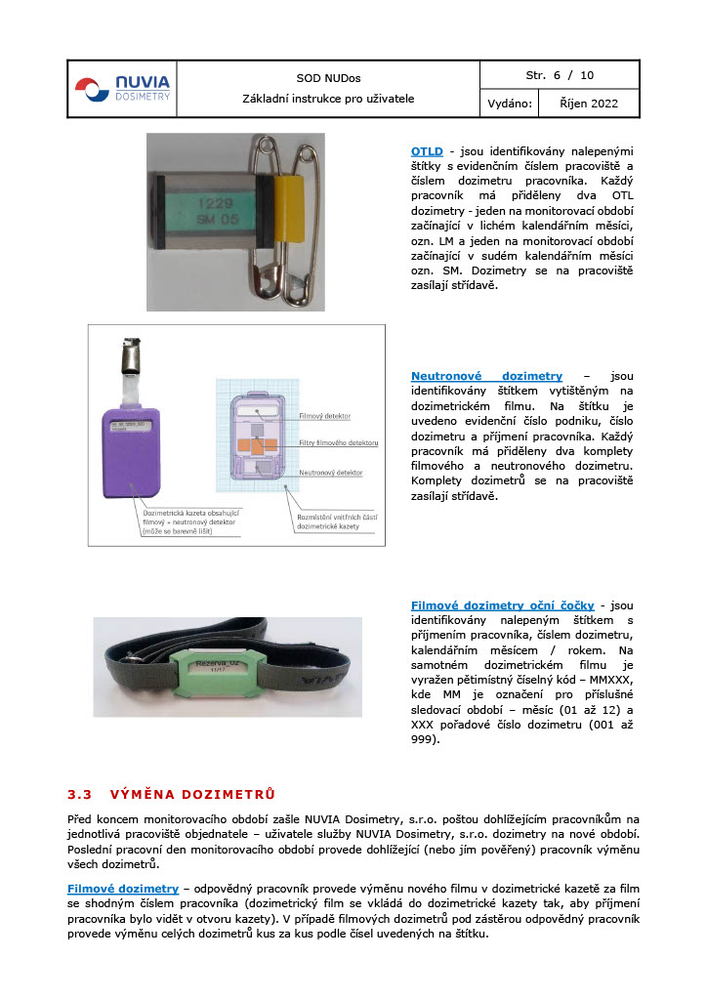 NUVIA
DOSIMETRY
SOD NUDos
Základní instrukce pro uživatele
Str. 6 / 10
Vydáno:
Říjen 2022
1229
SM 05
OTLD - jsou identifikovány nalepenými
štítky s evidenčním číslem pracoviště a
číslem dozimetru pracovníka. Každý
pracovník má přiděleny dva OTL
dozimetry - jeden na monitorovací období
začínající v lichém kalendářním měsíci,
ozn. LM a jeden na monitorovací období
začínající v sudém kalendářním měsíci
ozn. SM. Dozimetry se na pracoviště
zasílají střídavě.
Filmový detektor
Filtry filmového detektoru
Neutronový detektor
Dozimetrická kazeta obsahující
filmový + neutronový detektor
(může se barevně lišit)
Rozmístění vnitřních částí
dozimetrické kazety
Neutronové dozimetry – jsou
identifikovány štítkem vytištěným na
dozimetrickém filmu. Na štítku je
uvedeno evidenční číslo podniku, číslo
dozimetru a příjmení pracovníka. Každý
pracovník má přiděleny dva komplety
filmového a neutronového dozimetru.
Komplety dozimetrů se na pracoviště
zasílají střídavě.
Rezerva_02
11/17
Filmové dozimetry oční čočky - jsou
identifikovány nalepeným štítkem s
příjmením pracovníka, číslem dozimetru,
kalendářním měsícem / rokem. Na
samotném dozimetrickém filmu je
vyražen pětimístný číselný kód – MMXXX,
kde MM je označení pro příslušné
sledovací období – měsíc (01 až 12) a
XXX pořadové číslo dozimetru (001 až
999).
3.3 VÝMĚNA DOZIMETRŮ
Před koncem monitorovacího období zašle NUVIA Dosimetry, s.r.o. poštou dohlížejícím pracovníkům na
jednotlivá pracoviště objednatele – uživatele služby NUVIA Dosimetry, s.r.o. dozimetry na nové období.
Poslední pracovní den monitorovacího období provede dohlížející (nebo jím pověřený) pracovník výměnu
všech dozimetrů.
Filmové dozimetry – odpovědný pracovník provede výměnu nového filmu v dozimetrické kazetě za film
se shodným číslem pracovníka (dozimetrický film se vkládá do dozimetrické kazety tak, aby příjmení
pracovníka bylo vidět v otvoru kazety). V případě filmových dozimetrů pod zástěrou odpovědný pracovník
provede výměnu celých dozimetrů kus za kus podle čísel uvedených na štítku.